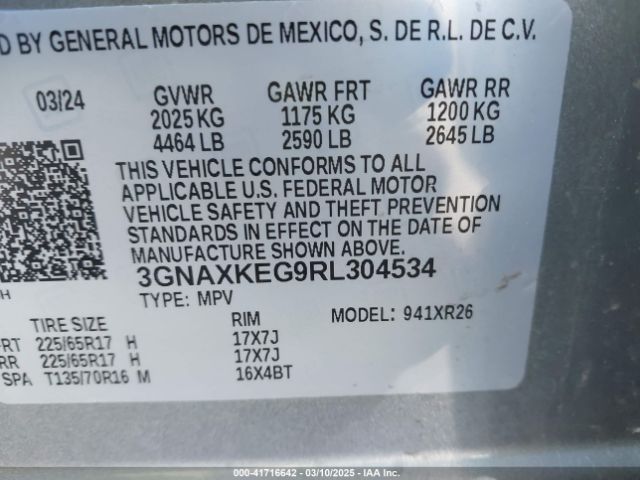 D BY GENERAL MOTORS DE MEXICO, S. DE R.L. DE C.V.
03/24 GVWR GAWR FRT GAWR RR
2025 KG 1175 KG 1200 KG
4464 LB 2590 LB 2645 LB
THIS VEHICLE CONFORMS TO ALL
APPLICABLE U.S. FEDERAL MOTOR
VEHICLE SAFETY AND THEFT PREVENTION
STANDARDS IN EFFECT ON THE DATE OF
MANUFACTURE SHOWN ABOVE.
3GNAXKEG9RL304534
H
TYPE: MPV
TIRE SIZE RIM MODEL: 941XR26
FRT 225/65R17 H 17X7J
RR 225/65R17 H 17X7J
SPA T135/70R16 M 16X4BT
000-41716642 - 03/10/2025 - IAA Inc.